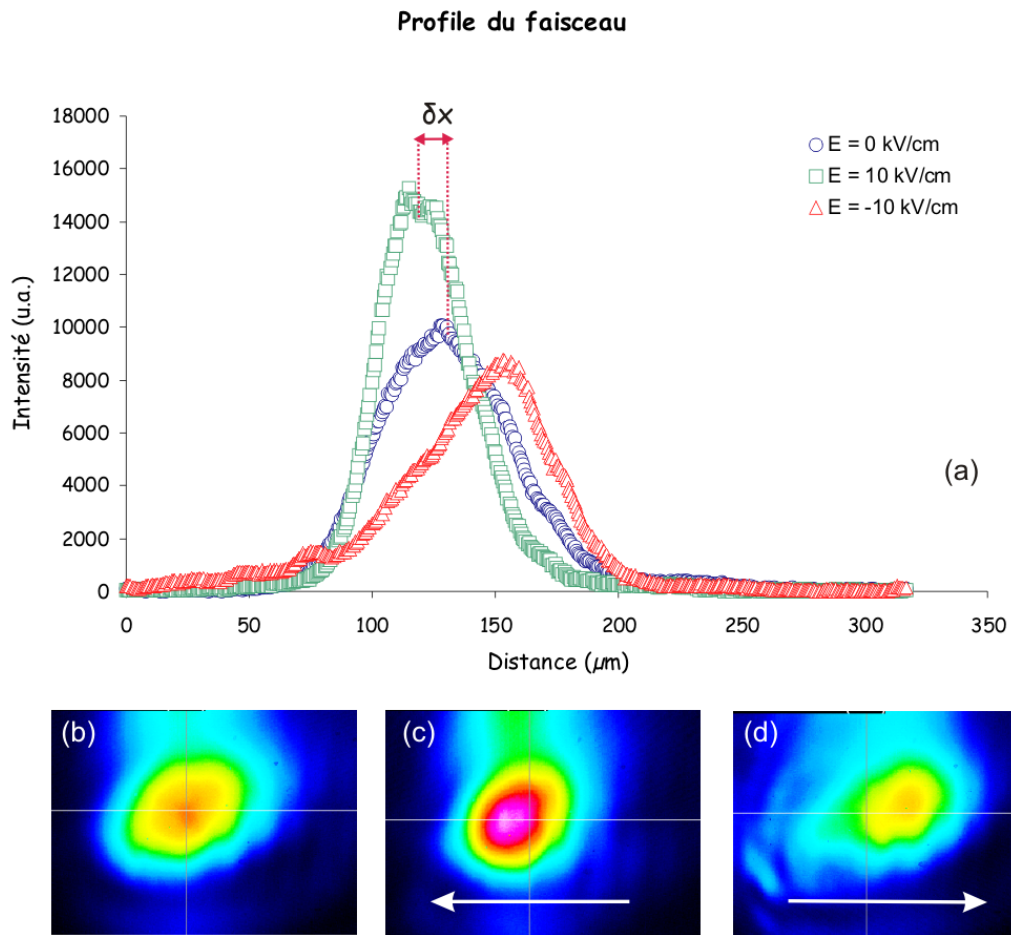 Profile du faisceau
δx
18000
16000
14000
12000
10000
8000
6000
4000
2000
0
Intensité (u.a.)
E = 0 kV/cm
E = 10 kV/cm
E = -10 kV/cm
(a)
0 50 100 150 200 250 300 350
Distance (µm)
(b) (c) (d)